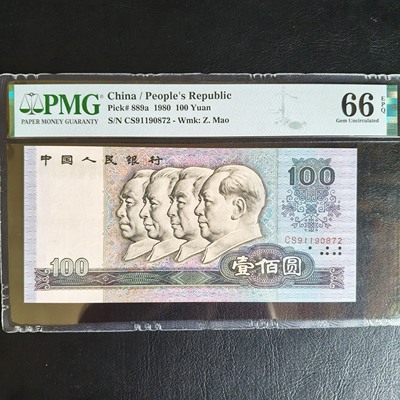 PMG
PAPER MONEY GUARANTY
China / People's Republic
Pick# 889a 1980 100 Yuan
S/N CS91190872 - Wmk: Z. Mao
66 EPQ
Gem Uncirculated
中国人民银行
100
CS91190872
100
壹佰圆